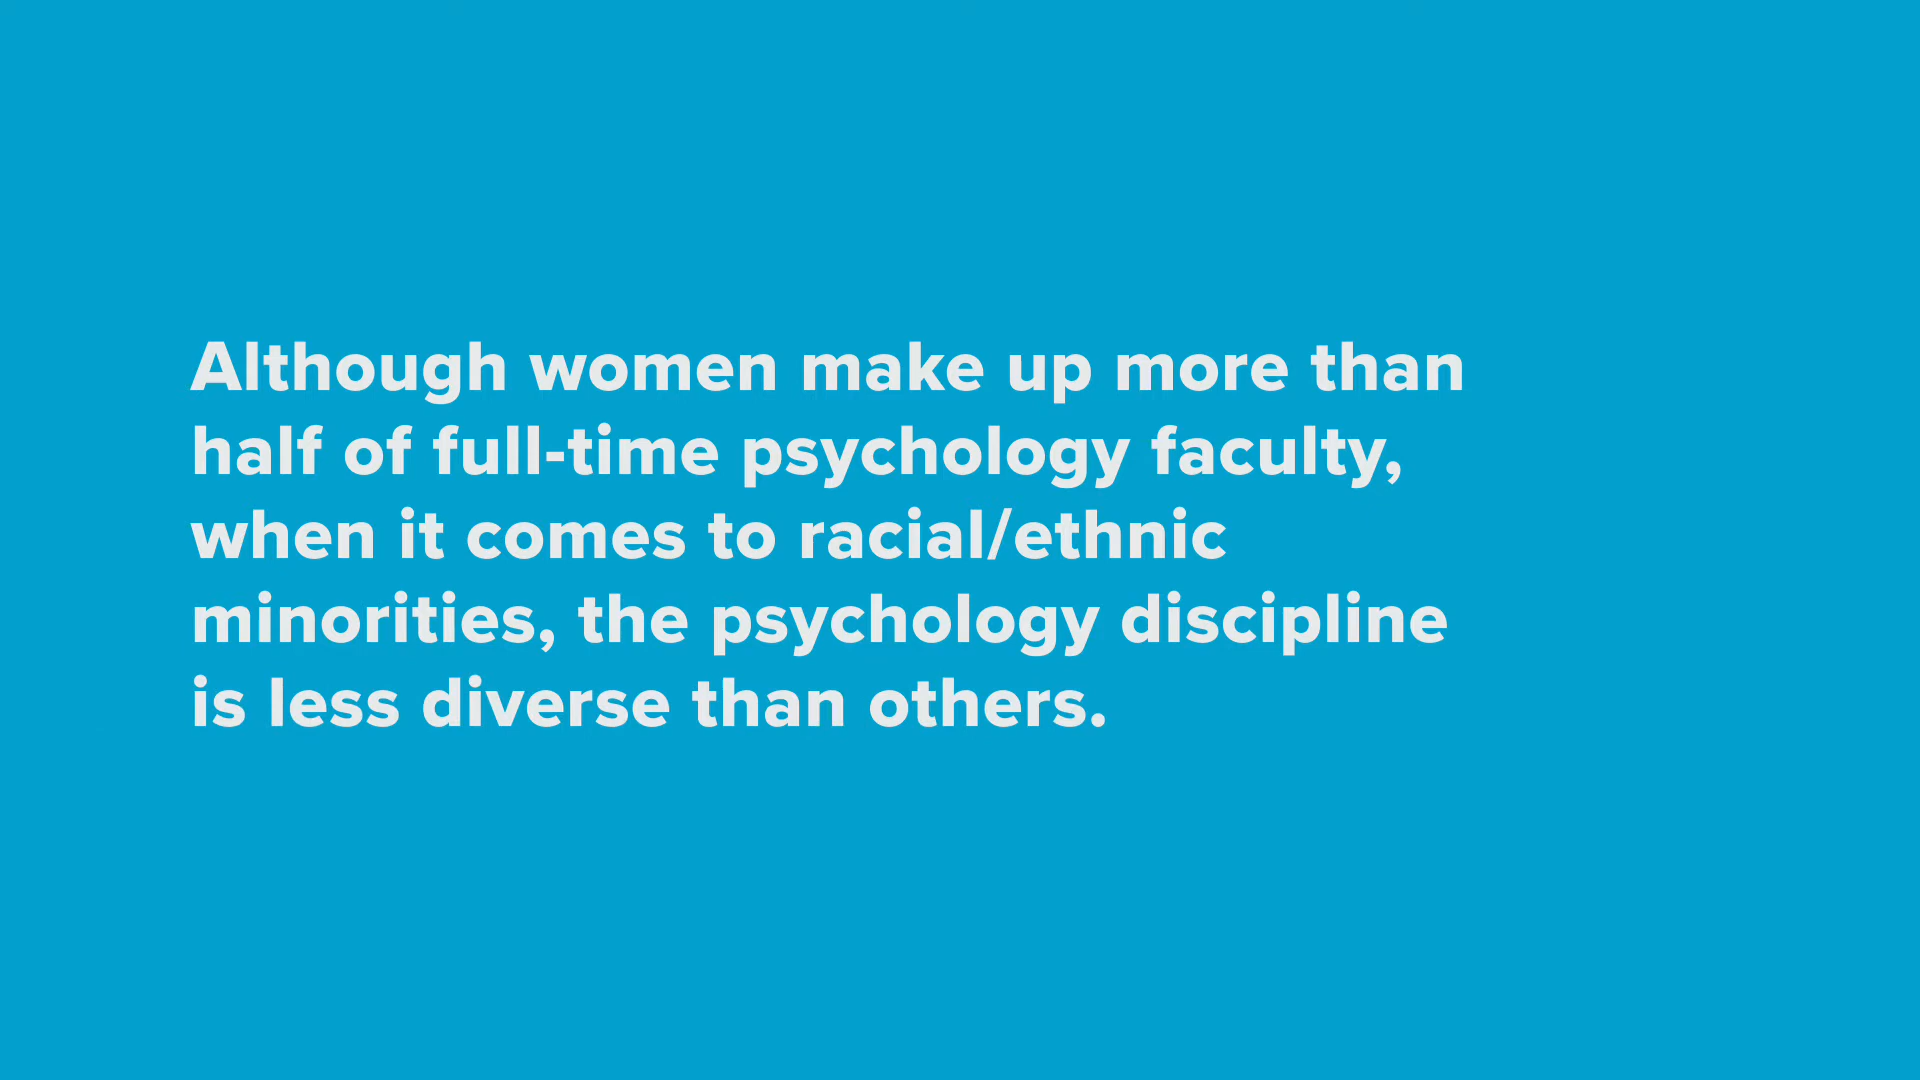 Although women make up more than
half of full-time psychology faculty,
when it comes to racial/ethnic
minorities, the psychology discipline
is less diverse than others.